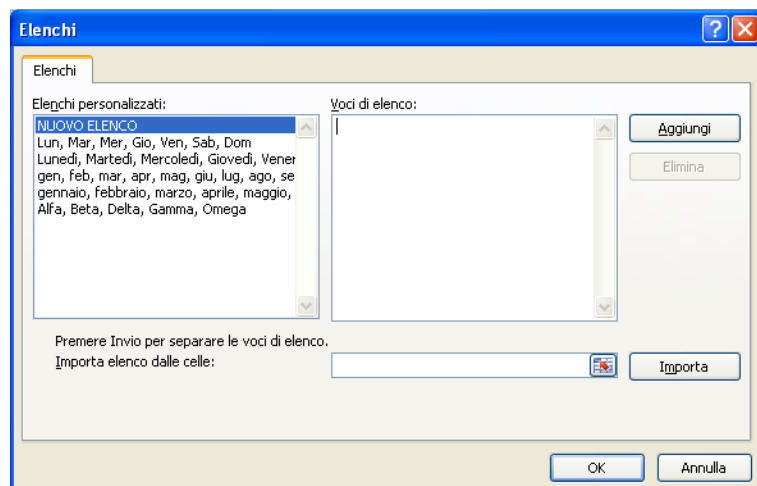 Elenchi
Elenchi
Elenchi personalizzati:
Voci di elenco:
NUOVO ELENCO
Lun, Mar, Mer, Gio, Ven, Sab, Dom
Lunedì, Martedì, Mercoledì, Giovedì, Vener
gen, feb, mar, apr, mag, giu, lug, ago, se
gennaio, febbraio, marzo, aprile, maggio,
Alfa, Beta, Delta, Gamma, Omega
Aggiungi
Elimina
Premere Invio per separare le voci di elenco.
Importa elenco dalle celle:
Importa
OK
Annulla